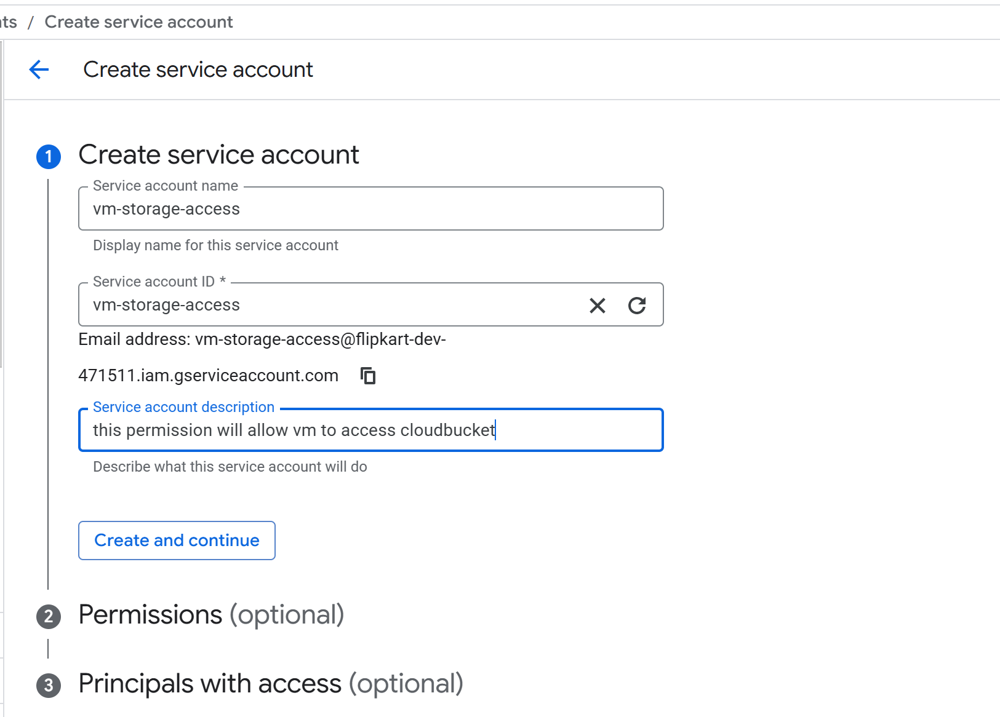 ts / Create service account
Create service account
1 Create service account
Service account name
vm-storage-access
Display name for this service account
Service account ID *
vm-storage-access
Email address: vm-storage-access@flipkart-dev-
471511.iam.gserviceaccount.com
Service account description
this permission will allow vm to access cloudbucket
Describe what this service account will do
Create and continue
2 Permissions (optional)
3 Principals with access (optional)